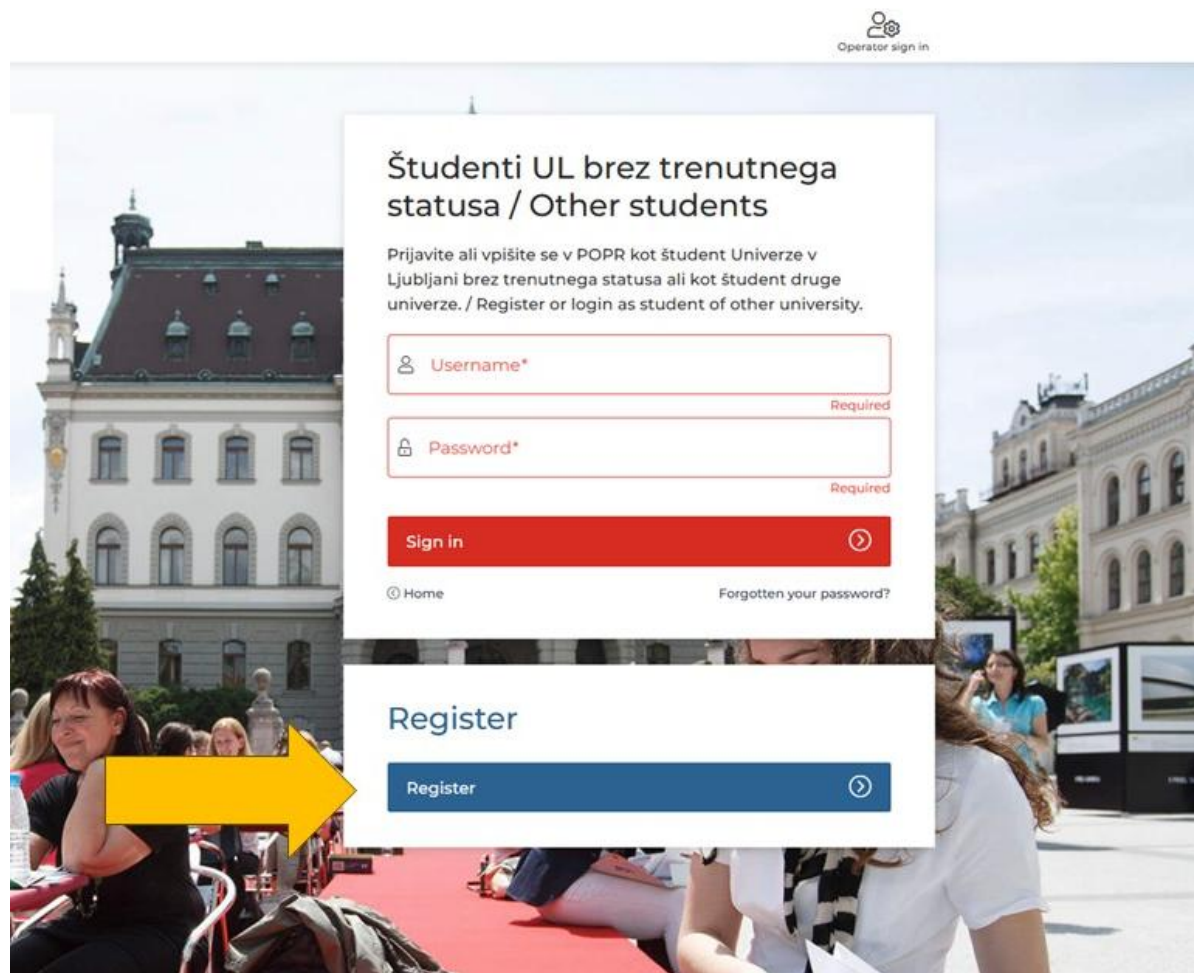 Operator sign in
Študenti UL brez trenutnega
statusa / Other students
Prijavite ali vpišite se v POPR kot študent Univerze v
Ljubljani brez trenutnega statusa ali kot študent druge
univerze. / Register or login as student of other university.
Username*
Required
Password*
Required
Sign in
Home
Forgotten your password?
Register
Register